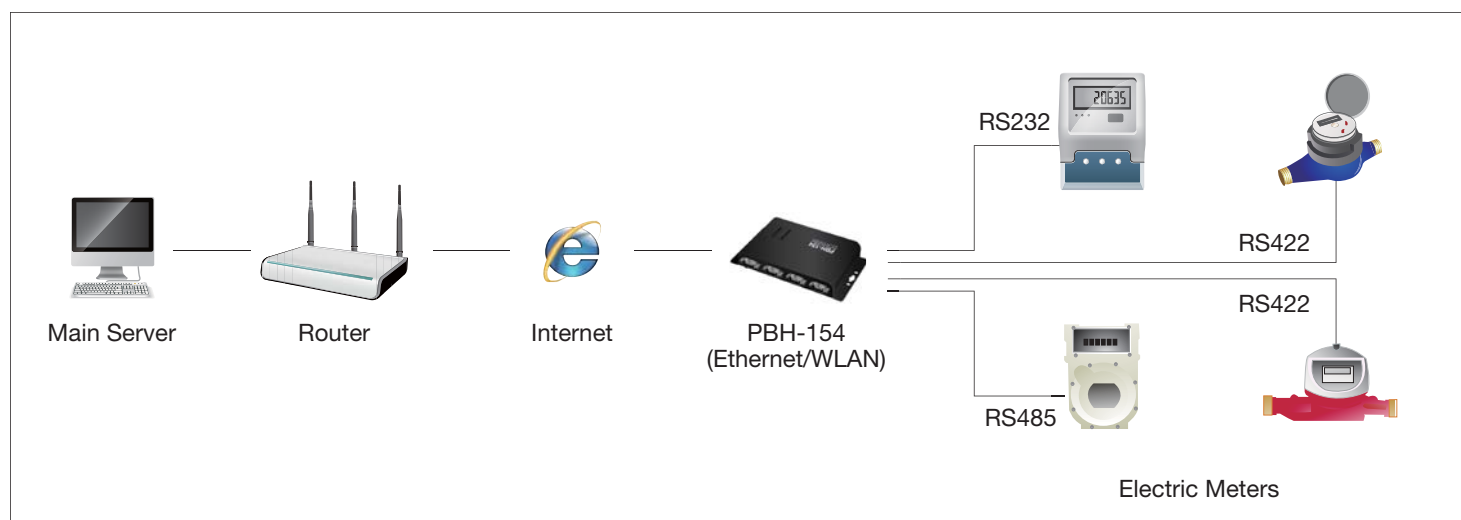 20635
RS232
RS422
RS422
Main Server
Router
Internet
PBH-154
(Ethernet/WLAN)
RS485
Electric Meters